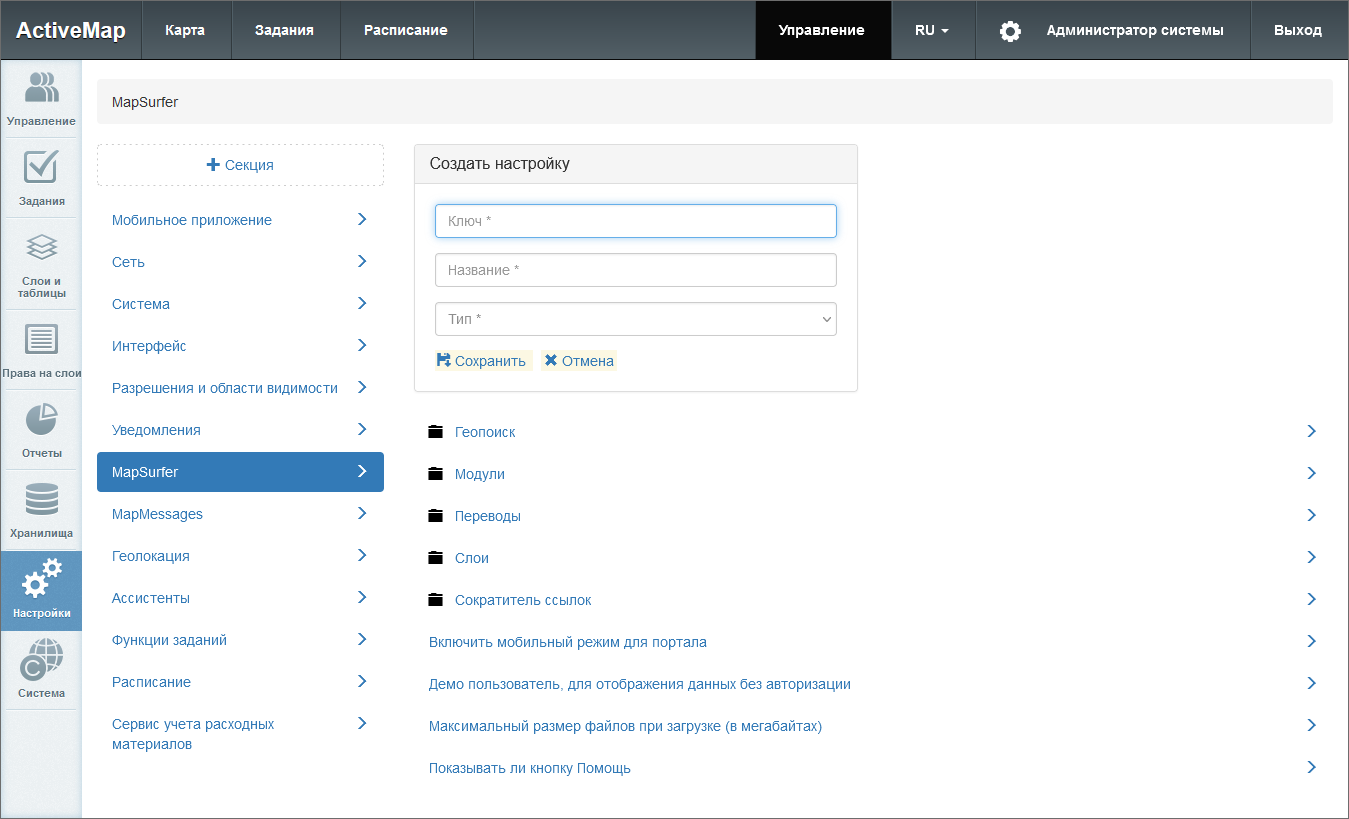 ActiveMap
Карта
Задания
Расписание
Управление
RU
Администратор системы
Выход
Управление
Задания
Слои и
таблицы
Права на слои
Отчеты
Хранилища
Настройки
Система
MapSurfer
Секция
Мобильное приложение
Сеть
Система
Интерфейс
Разрешения и области видимости
Уведомления
MapSurfer
MapMessages
Геолокация
Ассистенты
Функции заданий
Расписание
Сервис учета расходных
материалов
Создать настройку
Ключ *
Название *
Тип *
Сохранить
Отмена
Геопоиск
Модули
Переводы
Слои
Сократитель ссылок
Включить мобильный режим для портала
Демо пользователь, для отображения данных без авторизации
Максимальный размер файлов при загрузке (в мегабайтах)
Показывать ли кнопку Помощь